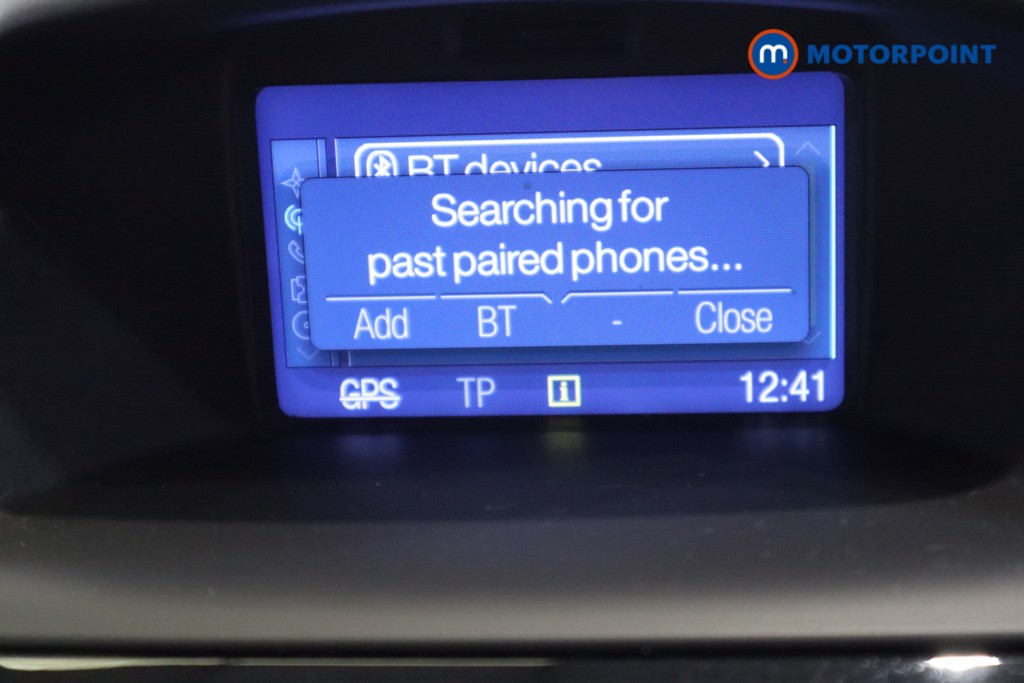 m
MOTORPOINT
BT devices
Searching for
past paired phones...
Add BT - Close
GPS TP i 12:41